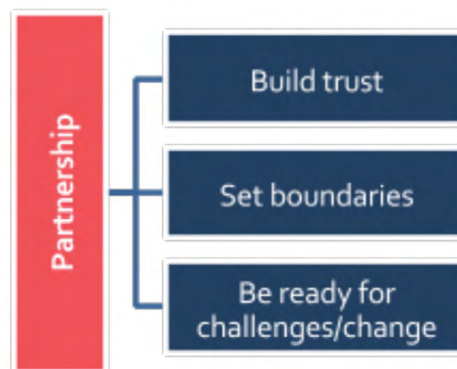 Partnership
Build trust
Set boundaries
Be ready for
challenges/change